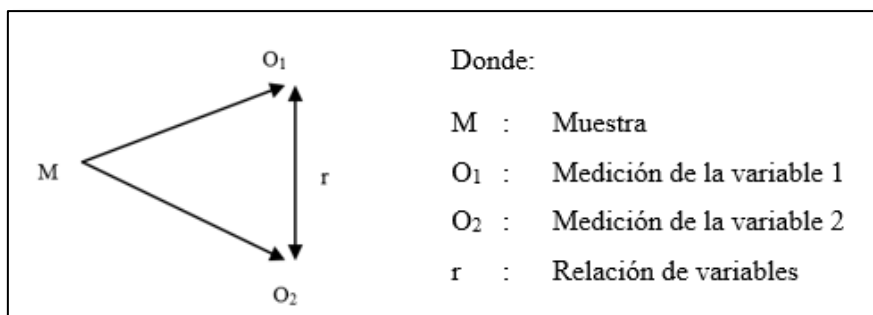 O₁
M
r
O₂
Donde:
M : Muestra
O₁ : Medición de la variable 1
O₂ : Medición de la variable 2
r : Relación de variables